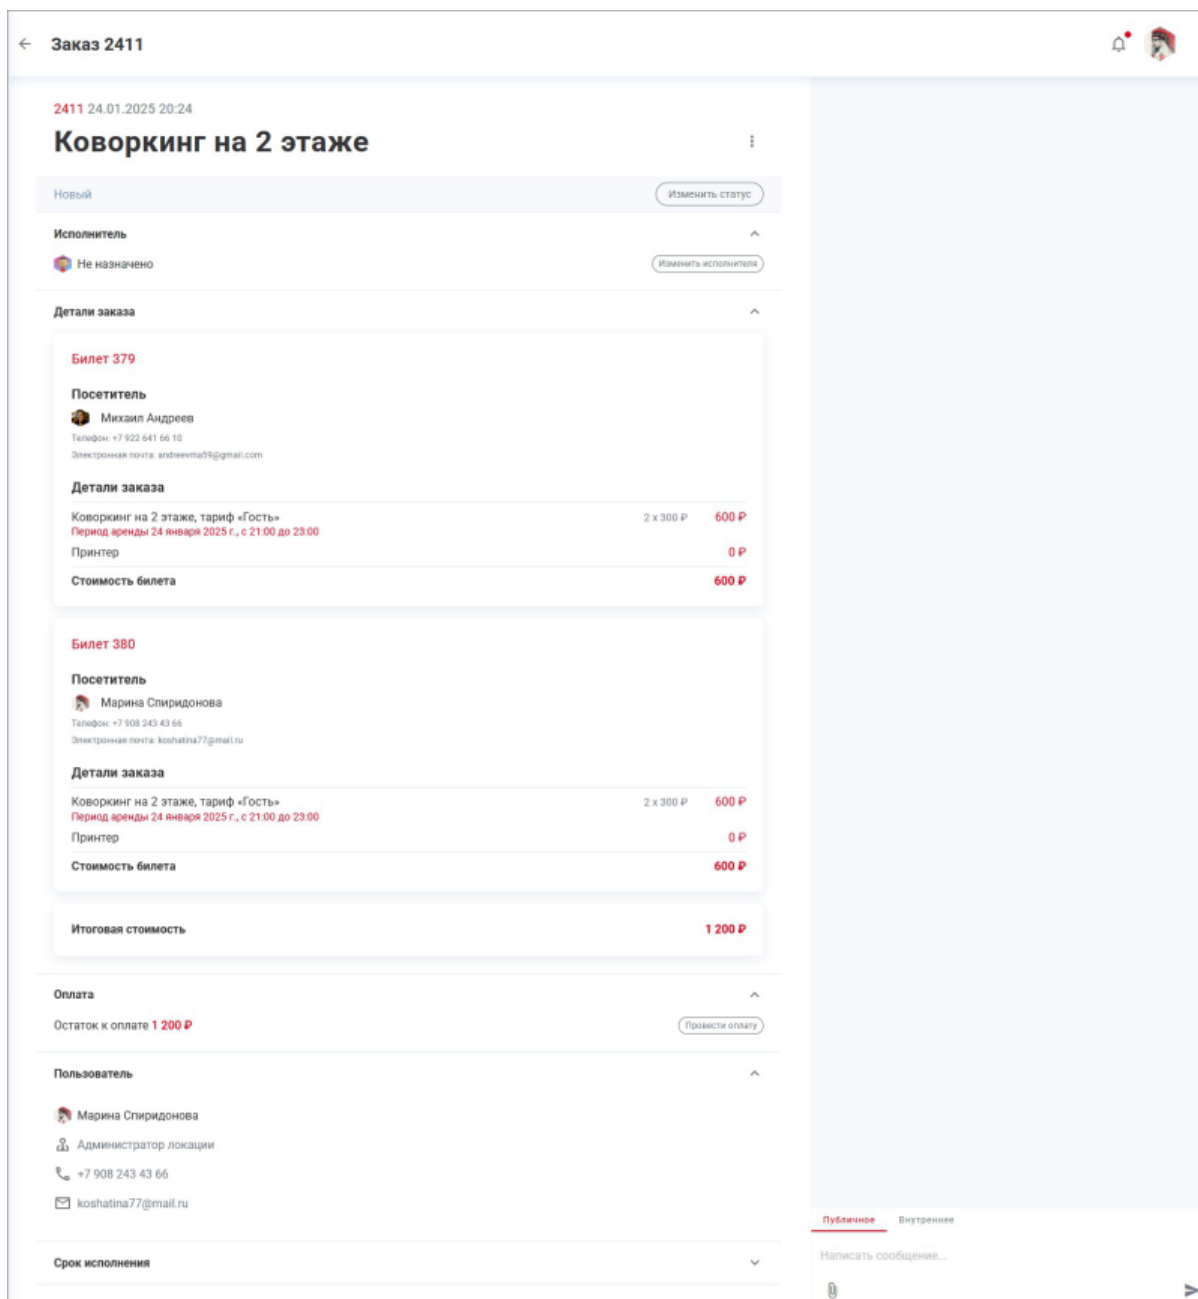 Заказ 2411
2411 24.01.2025 20:24
Коворкинг на 2 этаже
Новый
Изменить статус
Исполнитель
Не назначено
Изменить исполнителя
Детали заказа
Билет 379
Посетитель
Михаил Андреев
Телефон: +7 922 641 66 10
Электронная почта: andreevma59@gmail.com
Детали заказа
Коворкинг на 2 этаже, тариф «Гость» 2 x 300 ₽ 600 ₽
Период аренды 24 января 2025 г., с 21:00 до 23:00
Принтер 0 ₽
Стоимость билета 600 ₽
Билет 380
Посетитель
Марина Спиридонова
Телефон: +7 908 243 43 66
Электронная почта: koshatina77@mail.ru
Детали заказа
Коворкинг на 2 этаже, тариф «Гость» 2 x 300 ₽ 600 ₽
Период аренды 24 января 2025 г., с 21:00 до 23:00
Принтер 0 ₽
Стоимость билета 600 ₽
Итоговая стоимость 1 200 ₽
Оплата
Остаток к оплате 1 200 ₽
Провести оплату
Пользователь
Марина Спиридонова
Администратор локации
+7 908 243 43 66
koshatina77@mail.ru
Срок исполнения
Публичное Внутреннее
Написать сообщение...